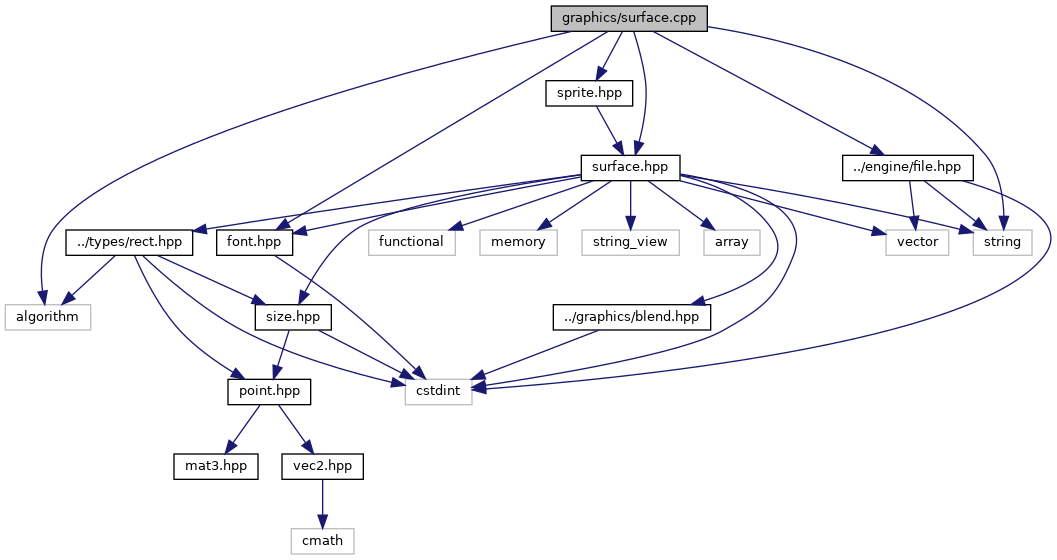 graphics/surface.cpp
sprite.hpp
surface.hpp
../engine/file.hpp
../types/rect.hpp
font.hpp
functional
memory
string_view
array
vector
string
algorithm
size.hpp
../graphics/blend.hpp
point.hpp
cstdint
mat3.hpp
vec2.hpp
cmath